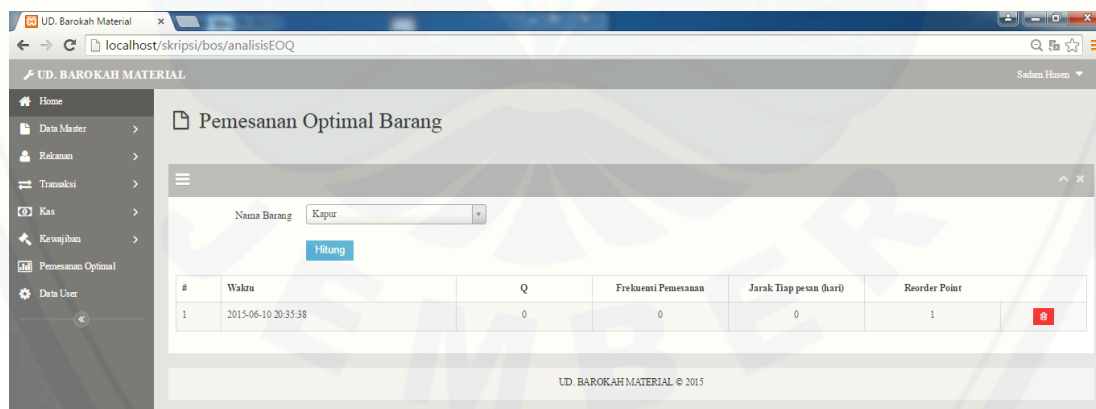 UD. Barokah Material
localhost/skripsi/bos/analisisEOQ
UD. BAROKAH MATERIAL
Sadam Husen
Home
Data Master
Rekanan
Transaksi
Kas
Kewajiban
Pemesanan Optimal
Data User
Pemesanan Optimal Barang
Nama Barang Kapur
Hitung
# Waktu Q Frekuensi Pemesanan Jarak Tiap pesan (hari) Reorder Point
1 2015-06-10 20:35:38 0 0 0 1
UD. BAROKAH MATERIAL © 2015
JEMBER